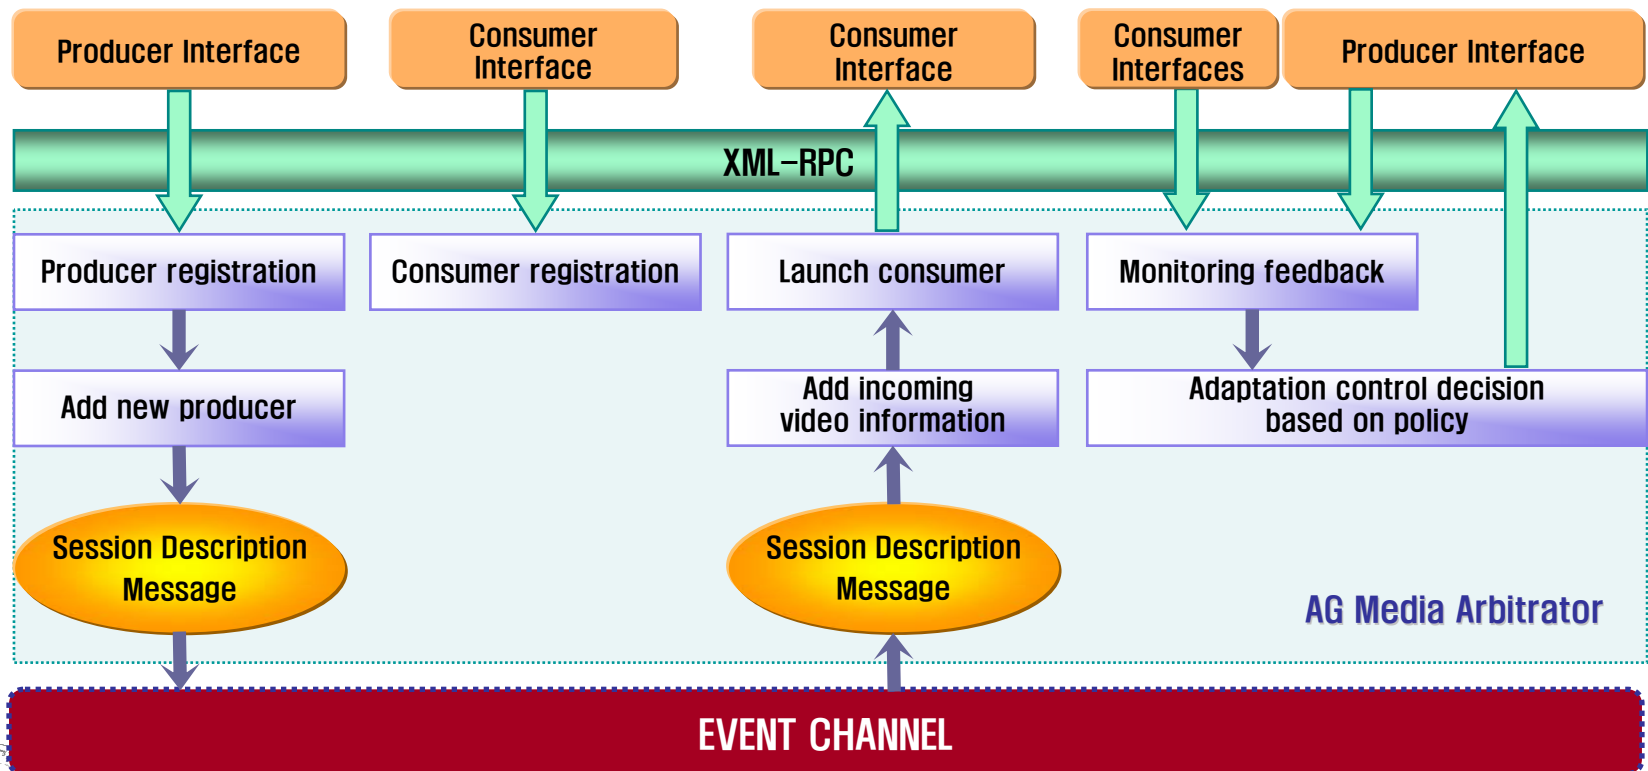 Producer Interface
Consumer
Interface
Consumer
Interface
Consumer
Interfaces
Producer Interface
XML-RPC
Producer registration
Consumer registration
Launch consumer
Monitoring feedback
Add new producer
Add incoming
video information
Adaptation control decision
based on policy
Session Description
Message
Session Description
Message
AG Media Arbitrator
EVENT CHANNEL